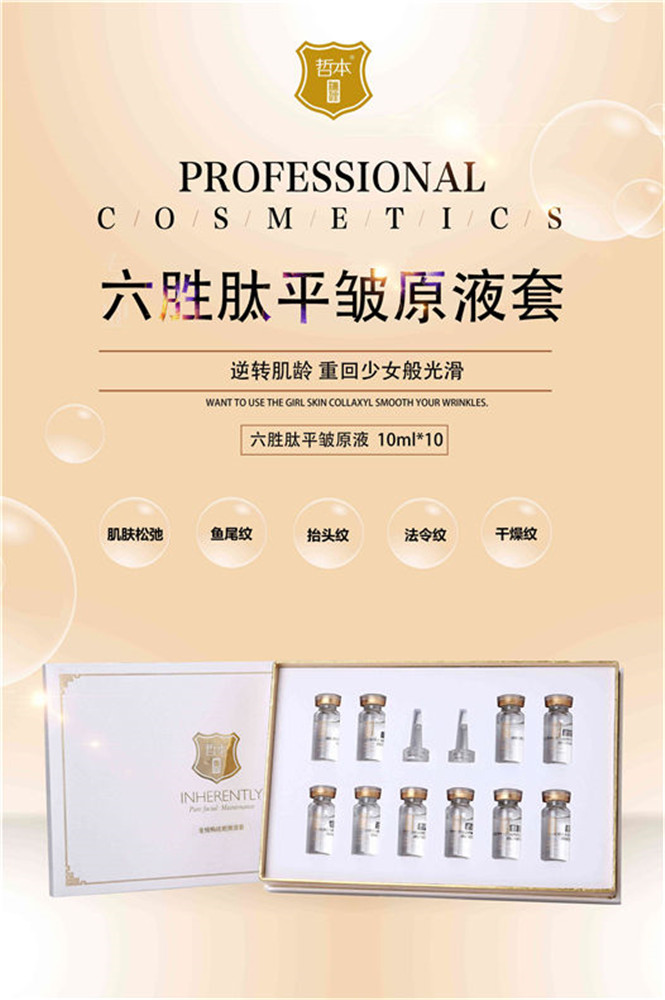 哲本
PROFESSIONAL
C/O/S/M/E/T/I/C/S
六胜肽平皱原液套
逆转肌龄 重回少女般光滑
WANT TO USE THE GIRL SKIN COLLAXYL SMOOTH YOUR WRINKLES.
六胜肽平皱原液 10ml*10
肌肤松弛
鱼尾纹
抬头纹
法令纹
干燥纹
哲本
INHERENTLY
Pure facial Maintenance